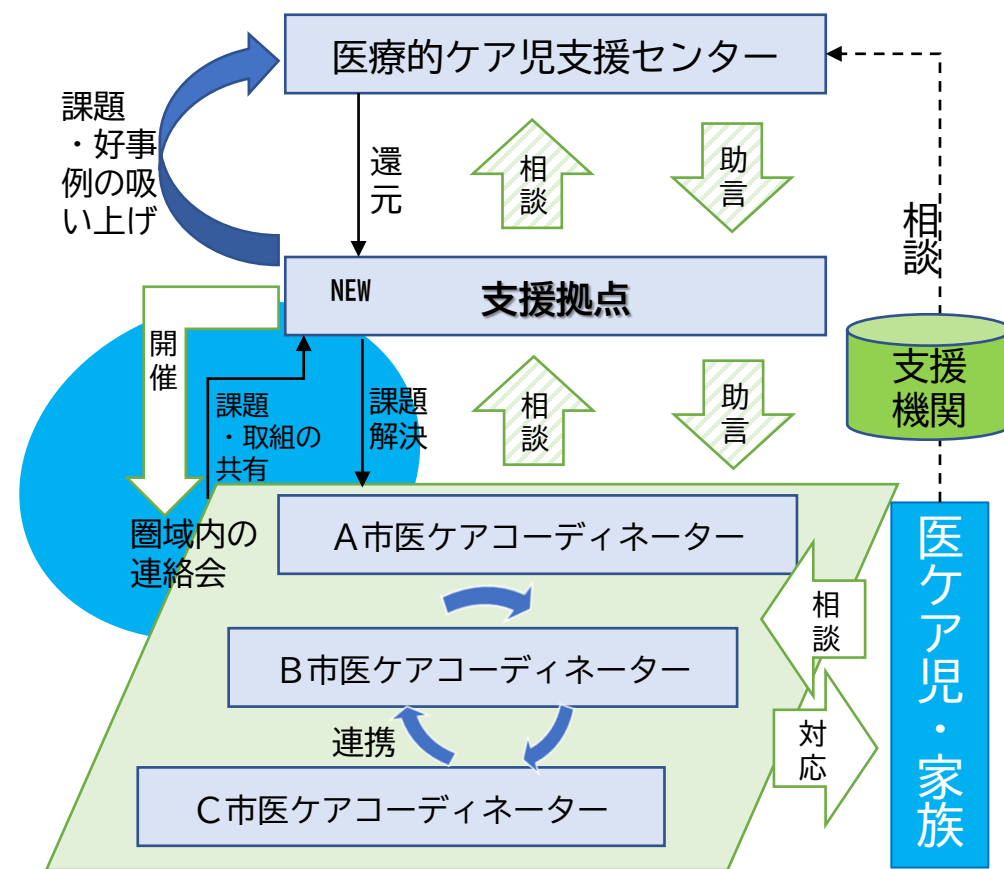 医療的ケア児支援センター
課題
・好事
例の吸
い上げ
還
元
相
談
助
言
相
談
NEW 支援拠点
開
催
課題
・取組の
共有
課題
解決
相
談
助
言
支援
機関
圏域内の
連絡会
A市医ケアコーディネーター
B市医ケアコーディネーター
連携
C市医ケアコーディネーター
相
談
対
応
医ケア児・家族